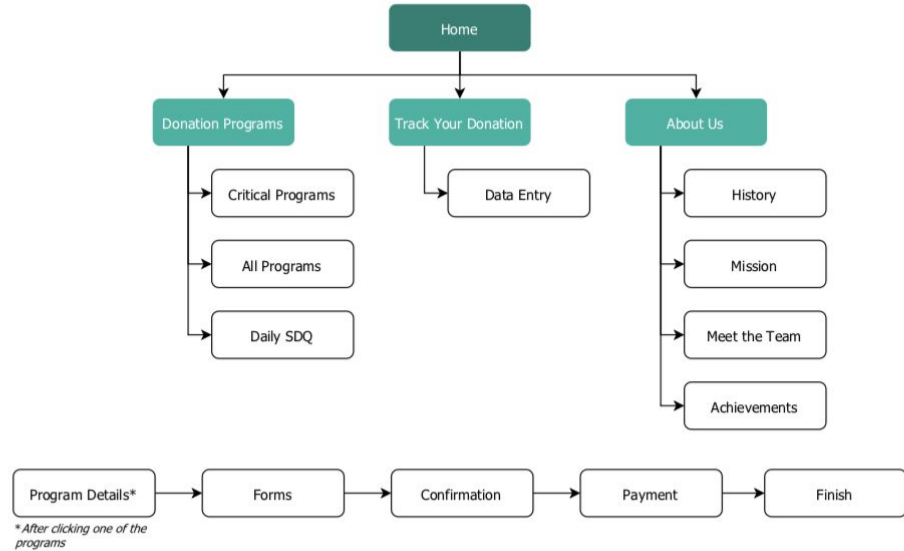 Home
Donation Programs
Track Your Donation
About Us
Critical Programs
Data Entry
History
All Programs
Mission
Daily SDQ
Meet the Team
Achievements
Program Details*
Forms
Confirmation
Payment
Finish
*After clicking one of the
programs